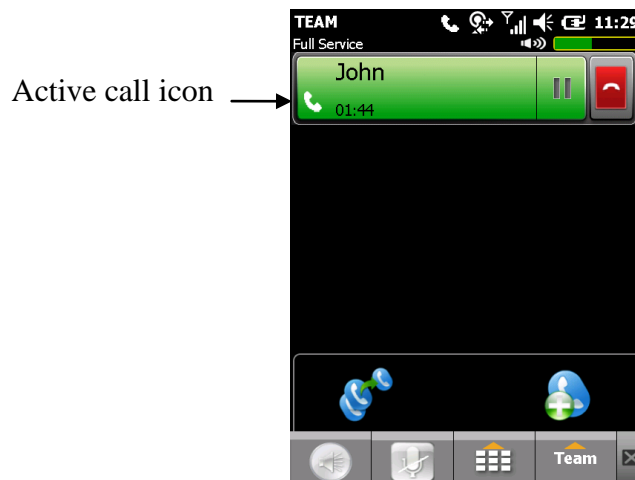 TEAM
11:29
Full Service
John
Active call icon
01:44
Team